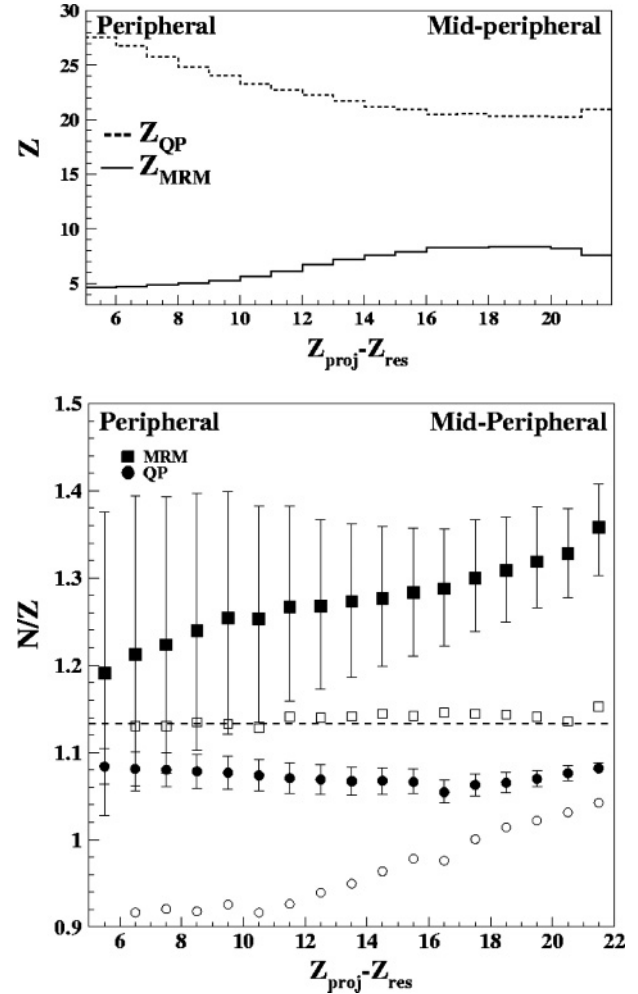 30
Peripheral Mid-peripheral
25
20
Z_QP
Z_MRM
Z
15
10
5
6 8 10 12 14 16 18 20
Z_proj-Z_res
1.5
Peripheral Mid-Peripheral
MRM
QP
1.4
1.3
N/Z
1.2
1.1
1
0.9
6 8 10 12 14 16 18 20 22
Z_proj-Z_res